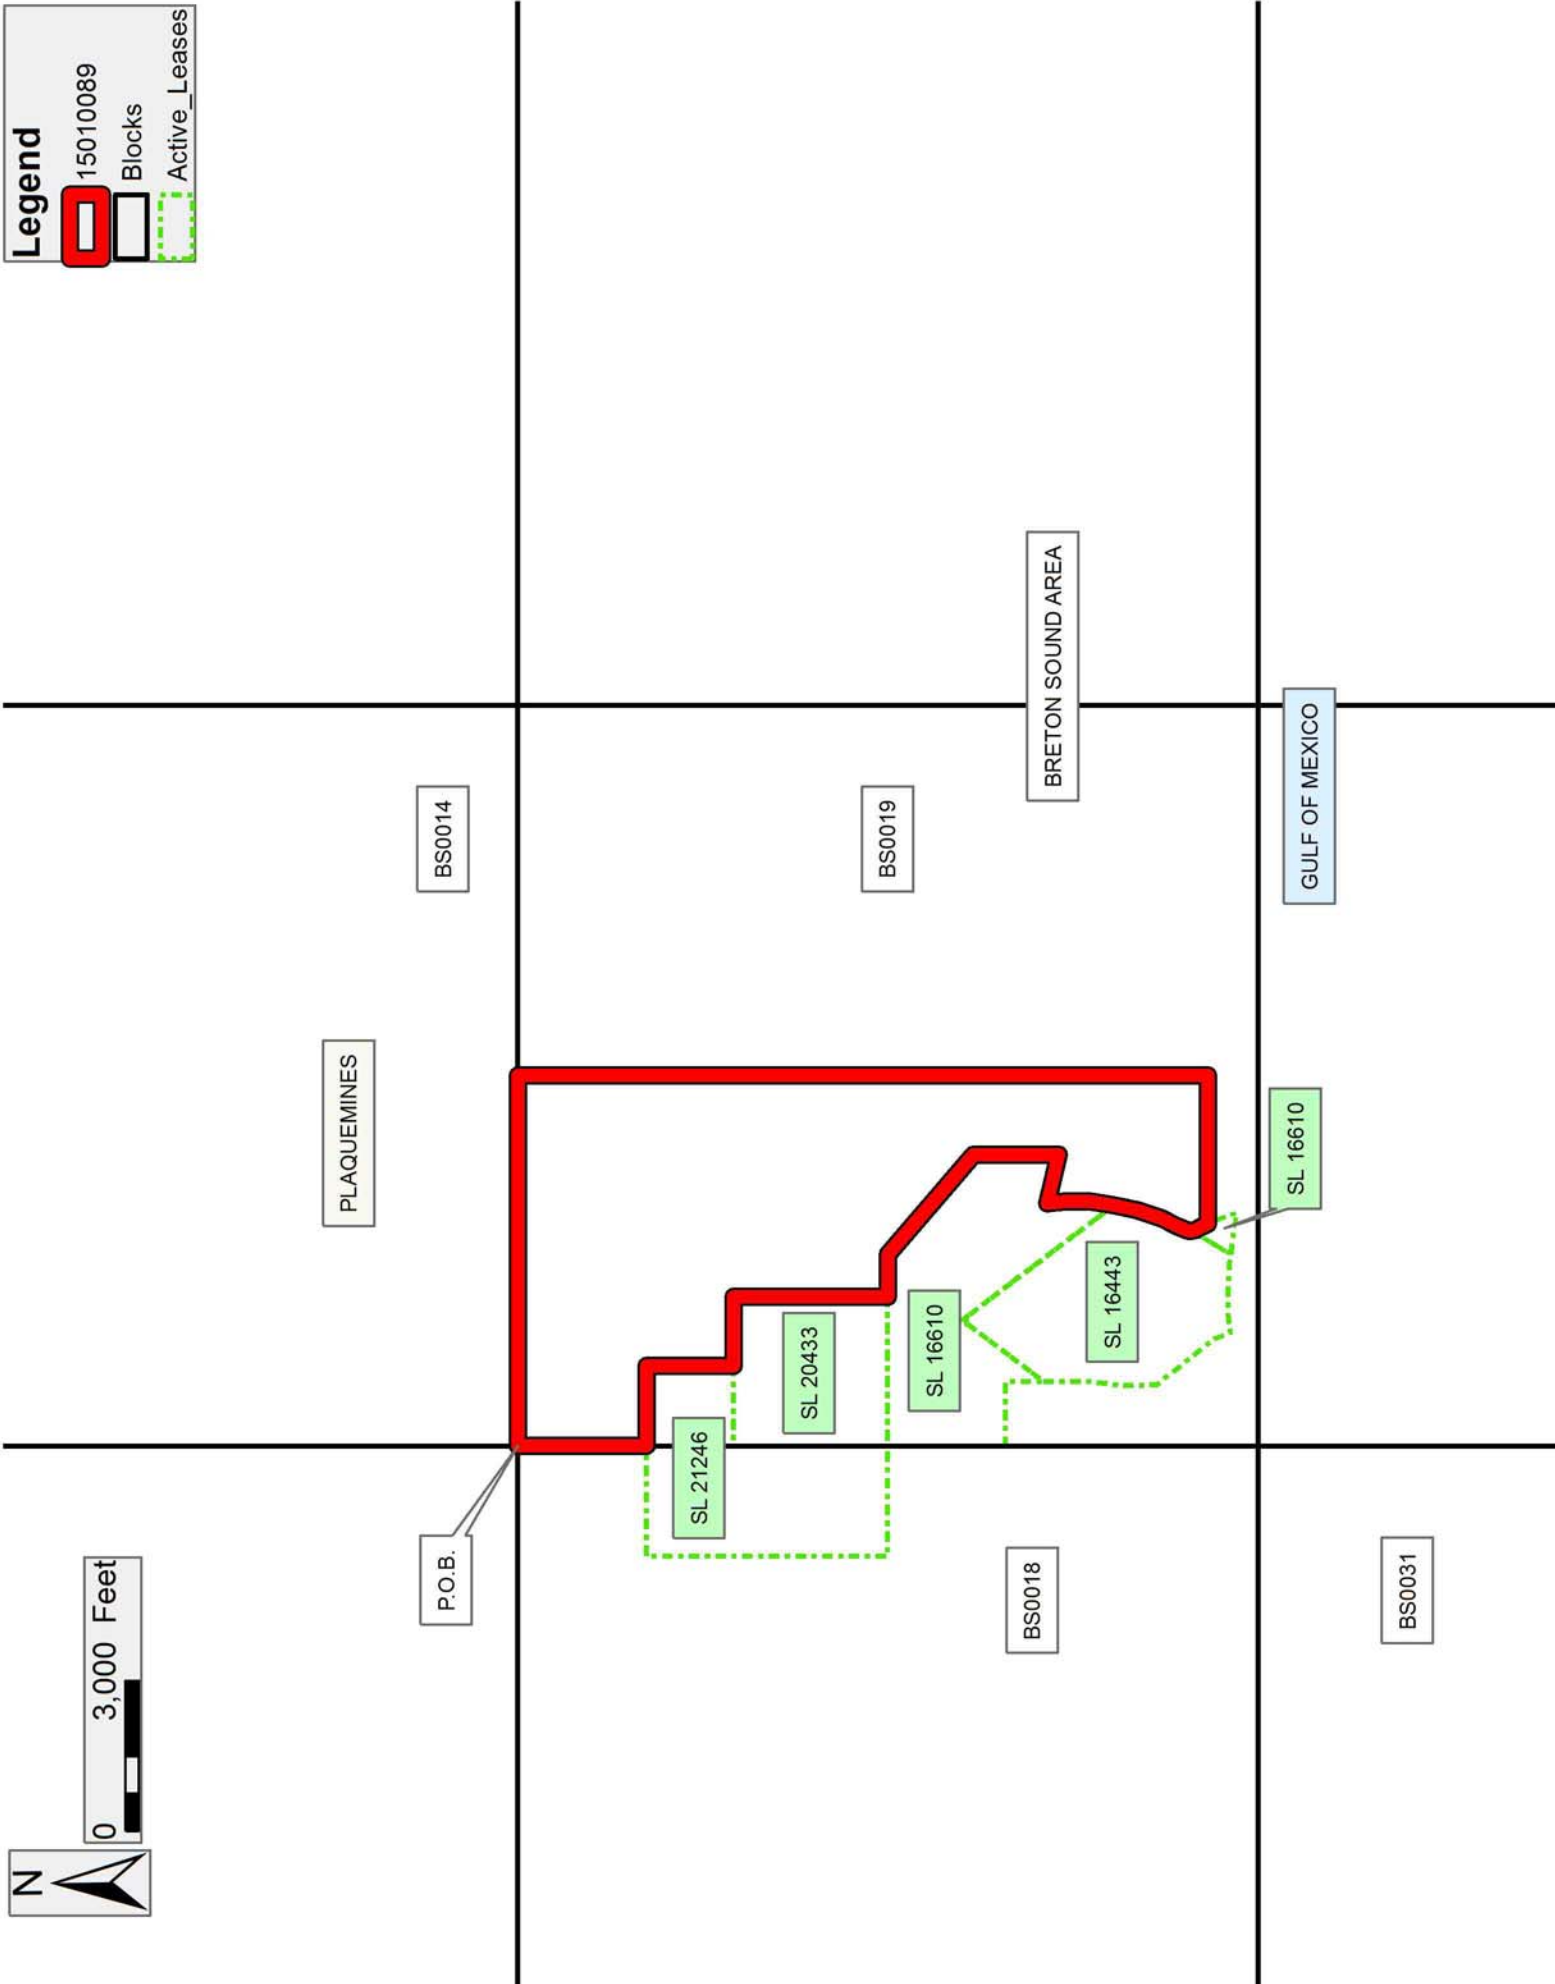 N
0 3,000 Feet
Legend
15010089
Blocks
Active_Leases
PLAQUEMINES
P.O.B.
BS0014
SL 21246
SL 20433
BS0019
SL 16610
BS0018
BRETON SOUND AREA
SL 16443
SL 16610
GULF OF MEXICO
BS0031